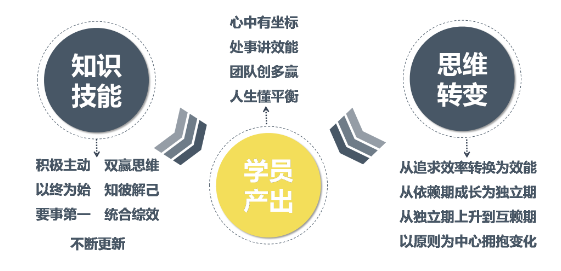 知识
技能
积极主动 双赢思维
以终为始 知彼解己
要事第一 统合综效
不断更新
心中有坐标
处事讲效能
团队创多赢
人生懂平衡
学员
产出
思维
转变
从追求效率转换为效能
从依赖期成长为独立期
从独立期上升到互赖期
以原则为中心拥抱变化